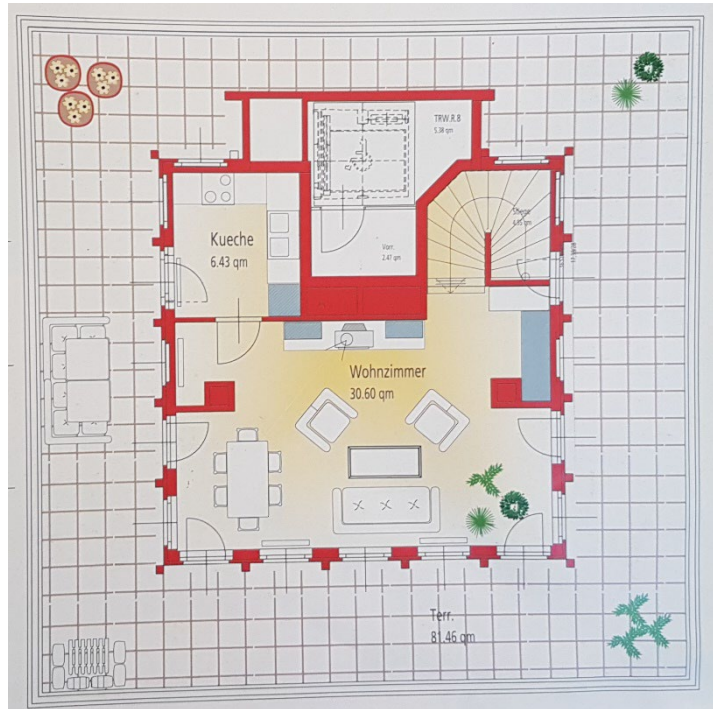 TRW.R.8
5.38 qm
Kueche
6.43 qm
Vorr.
2.47 qm
Wohnzimmer
30.60 qm
Terr.
81.46 qm